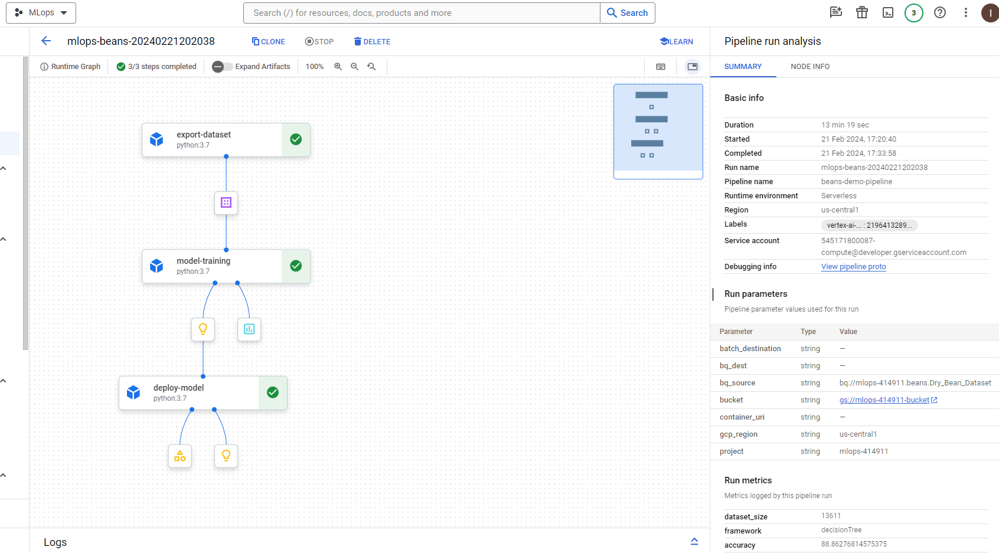 MLops
Search (/) for resources, docs, products and more
Search
3
I
mlops-beans-20240221202038
CLONE
STOP
DELETE
LEARN
Runtime Graph
3/3 steps completed
Expand Artifacts
100%
export-dataset
python:3.7
model-training
python:3.7
deploy-model
python:3.7
Logs
Pipeline run analysis
SUMMARY
NODE INFO
Basic info
Duration 13 min 19 sec
Started 21 Feb 2024, 17:20:40
Completed 21 Feb 2024, 17:33:58
Run name mlops-beans-20240221202038
Pipeline name beans-demo-pipeline
Runtime environment Serverless
Region us-central1
Labels vertex-ai-... : 2196413289...
Service account 545171800087-
compute@developer.gserviceaccount.com
Debugging info View pipeline proto
Run parameters
Pipeline parameter values used for this run
Parameter Type Value
batch_destination string —
bq_dest string —
bq_source string bq://mlops-414911.beans.Dry_Bean_Dataset
bucket string gs://mlops-414911-bucket
container_uri string —
gcp_region string us-central1
project string mlops-414911
Run metrics
Metrics logged by this pipeline run
dataset_size 13611
framework decisionTree
accuracy 88.86276814575375